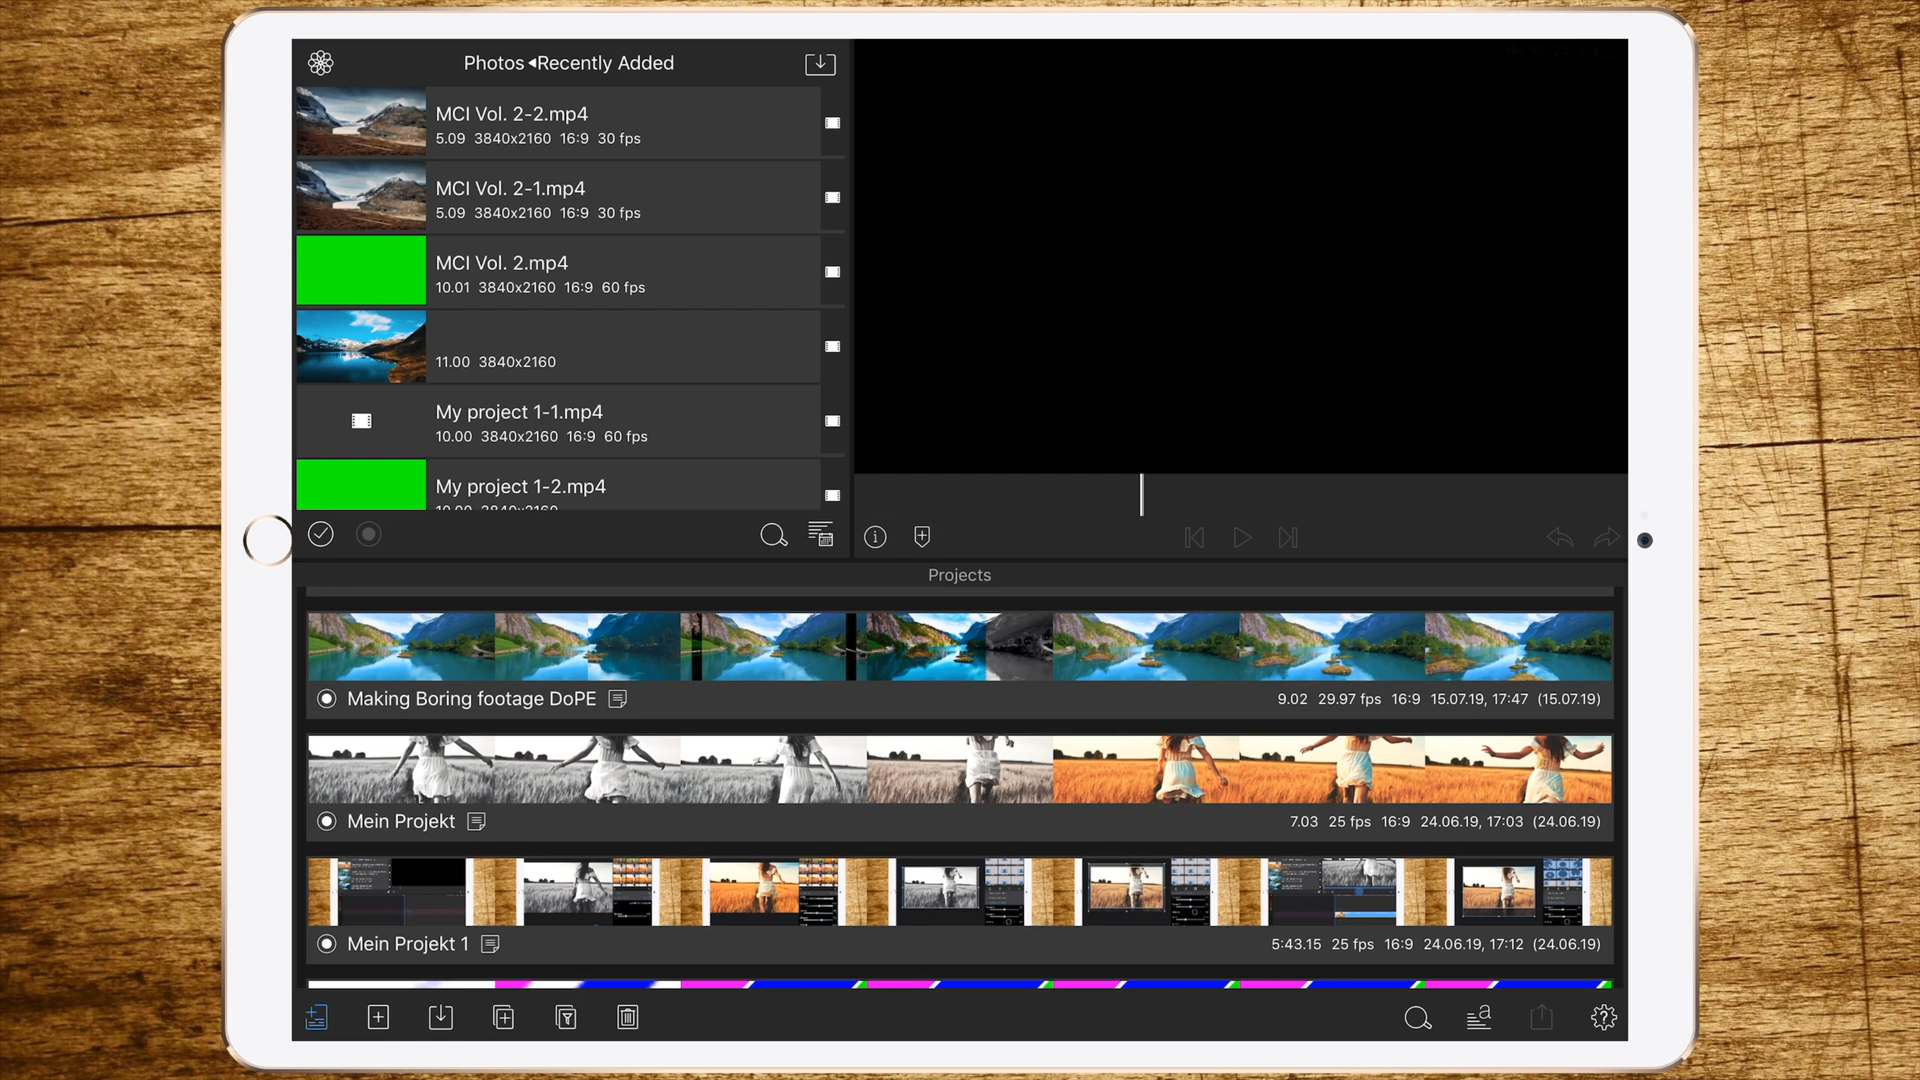 Photos ◂Recently Added
MCI Vol. 2-2.mp4
5.09 3840x2160 16:9 30 fps
MCI Vol. 2-1.mp4
5.09 3840x2160 16:9 30 fps
MCI Vol. 2.mp4
10.01 3840x2160 16:9 60 fps
11.00 3840x2160
My project 1-1.mp4
10.00 3840x2160 16:9 60 fps
My project 1-2.mp4
10.00 3840x2160
Projects
Making Boring footage DoPE
9.02 29.97 fps 16:9 15.07.19, 17:47 (15.07.19)
Mein Projekt
7.03 25 fps 16:9 24.06.19, 17:03 (24.06.19)
Mein Projekt 1
5:43.15 25 fps 16:9 24.06.19, 17:12 (24.06.19)
a